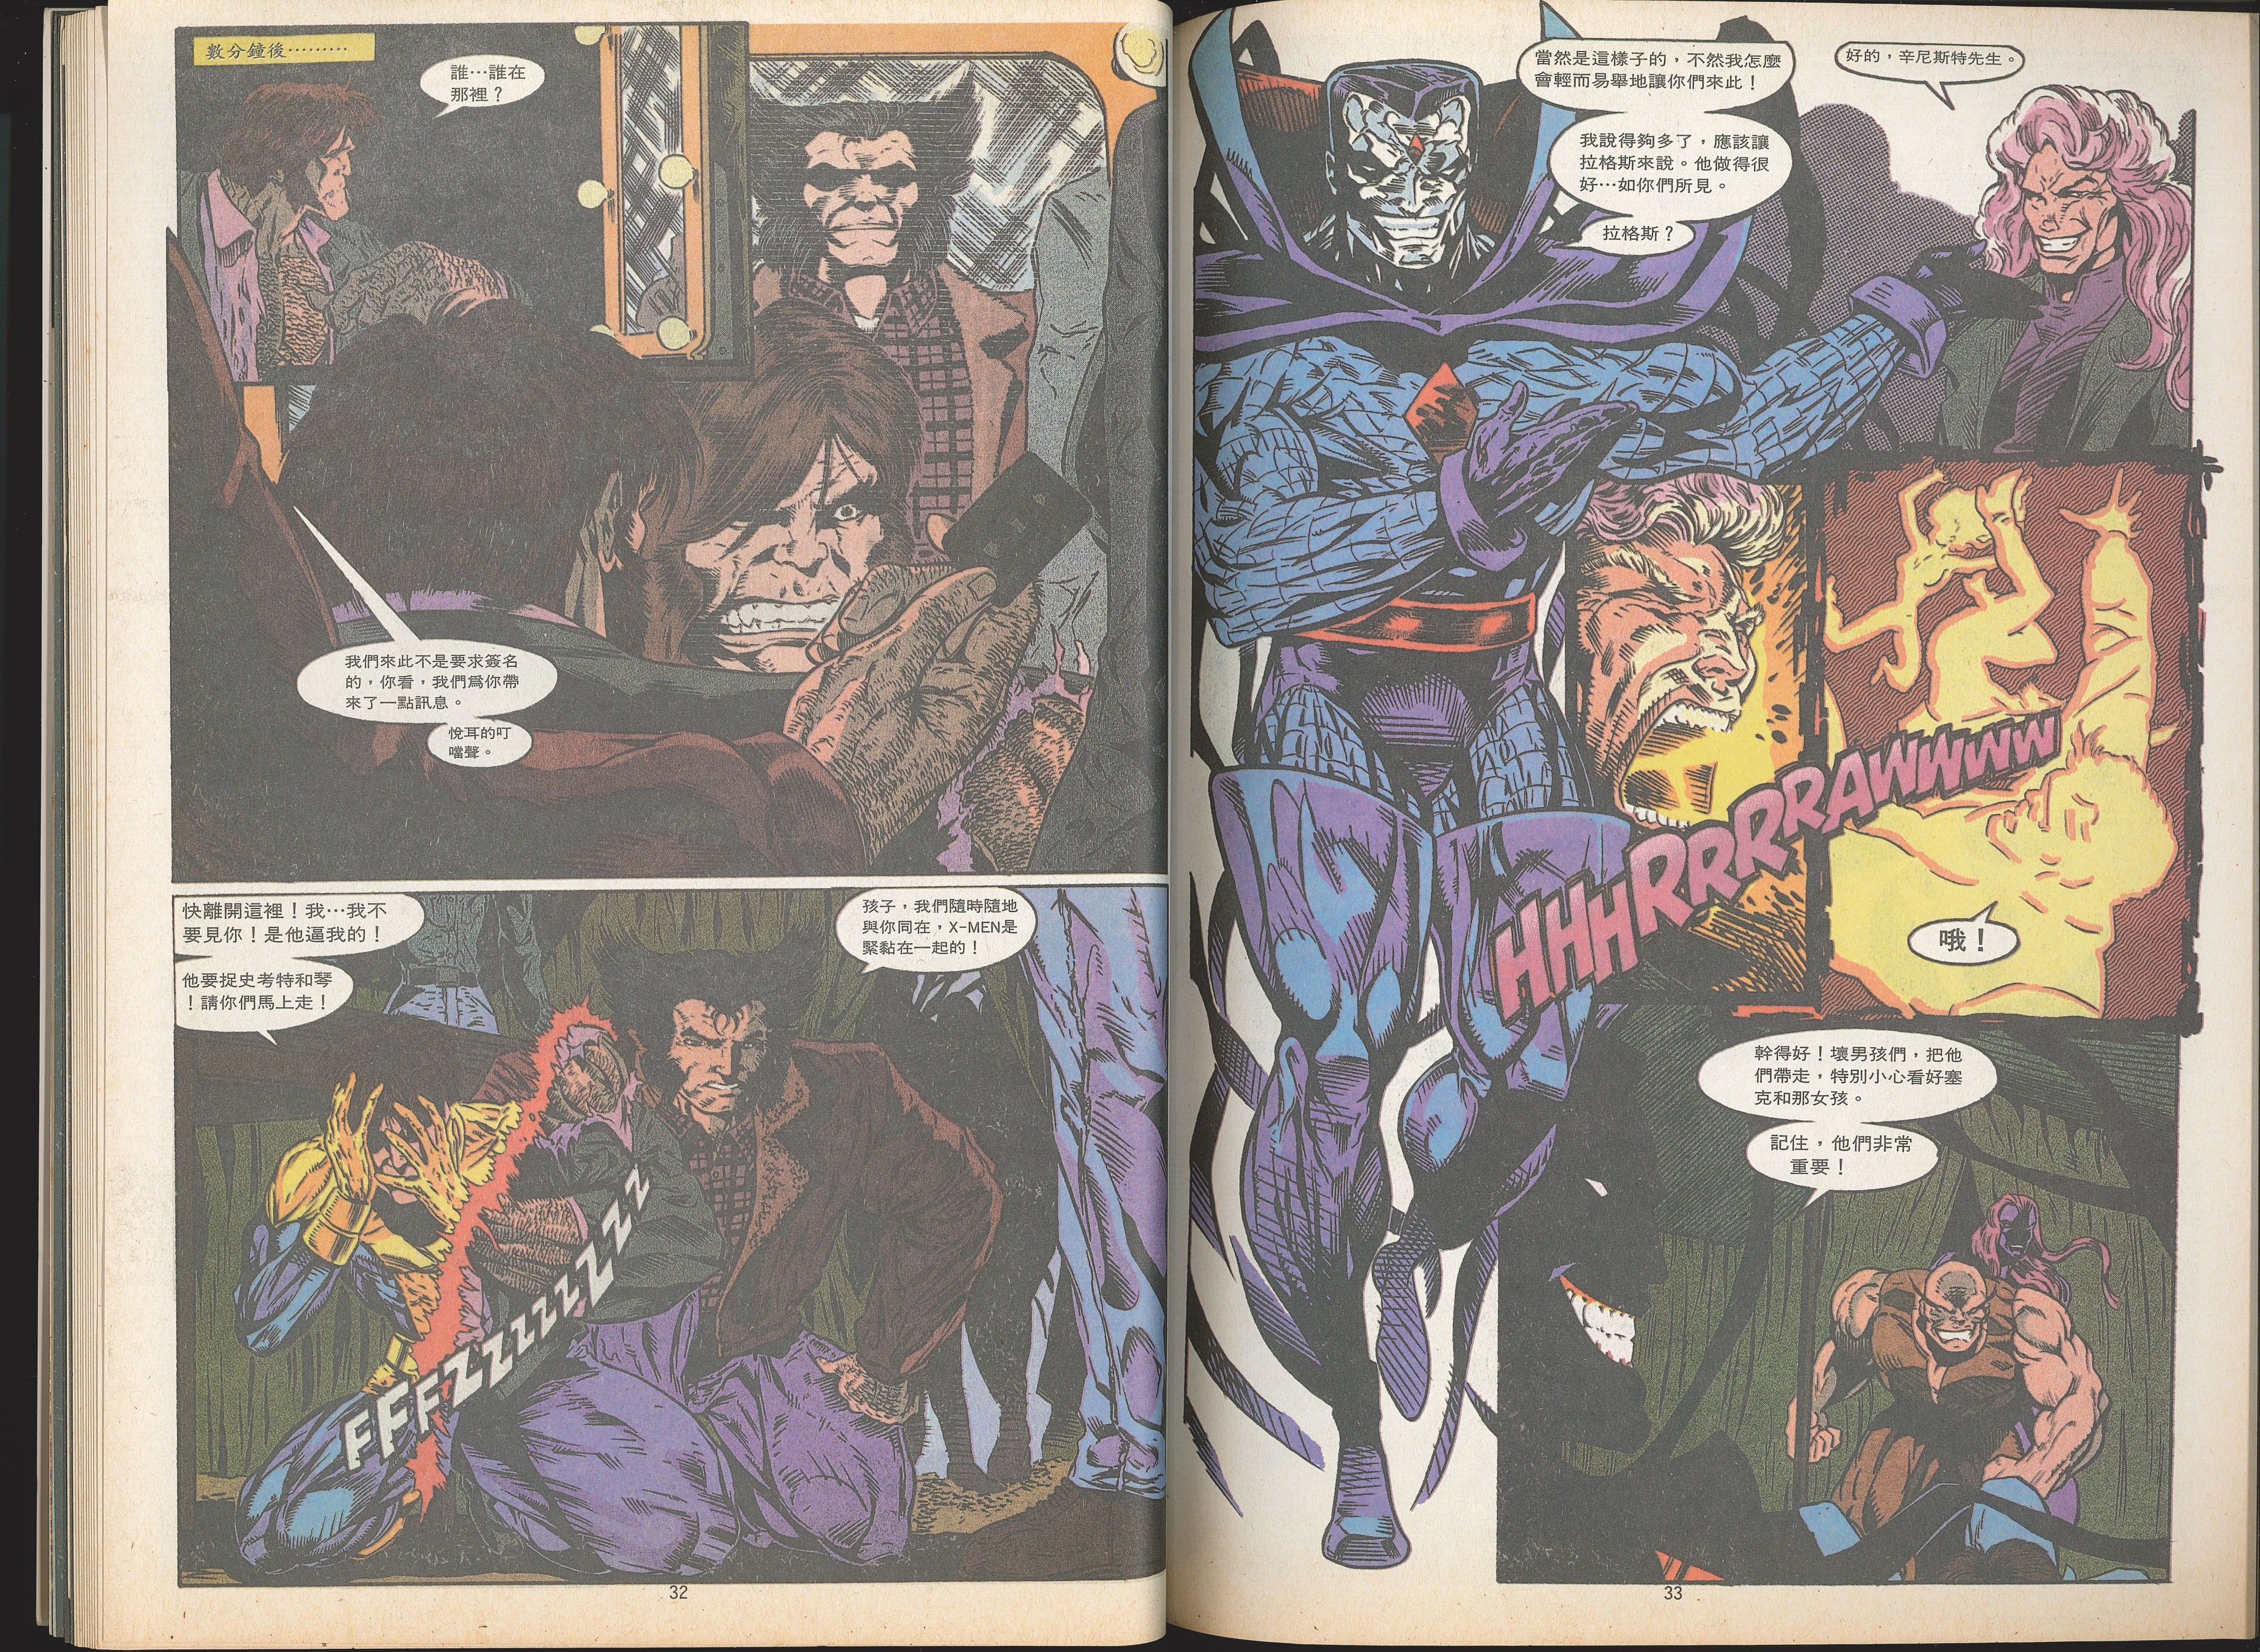 數分鐘後………
誰…誰在
那裡？
我們來此不是要求簽名
的，你看，我們爲你帶
來了一點訊息。
悅耳的叮
噹聲。
快離開這裡！我…我不
要見你！是他逼我的！
他要捉史考特和琴
！請你們馬上走！
孩子，我們隨時隨地
與你同在，X-MEN是
緊黏在一起的！
FFFZZZZZZZZ
32
當然是這樣子的，不然我怎麼
會輕而易舉地讓你們來此！
我說得夠多了，應該讓
拉格斯來說。他做得很
好…如你們所見。
拉格斯？
好的，辛尼斯特先生。
HHHRRRRRAWWWW
哦！
幹得好！壞男孩們，把他
們帶走，特別小心看好塞
克和那女孩。
記住，他們非常
重要！
33